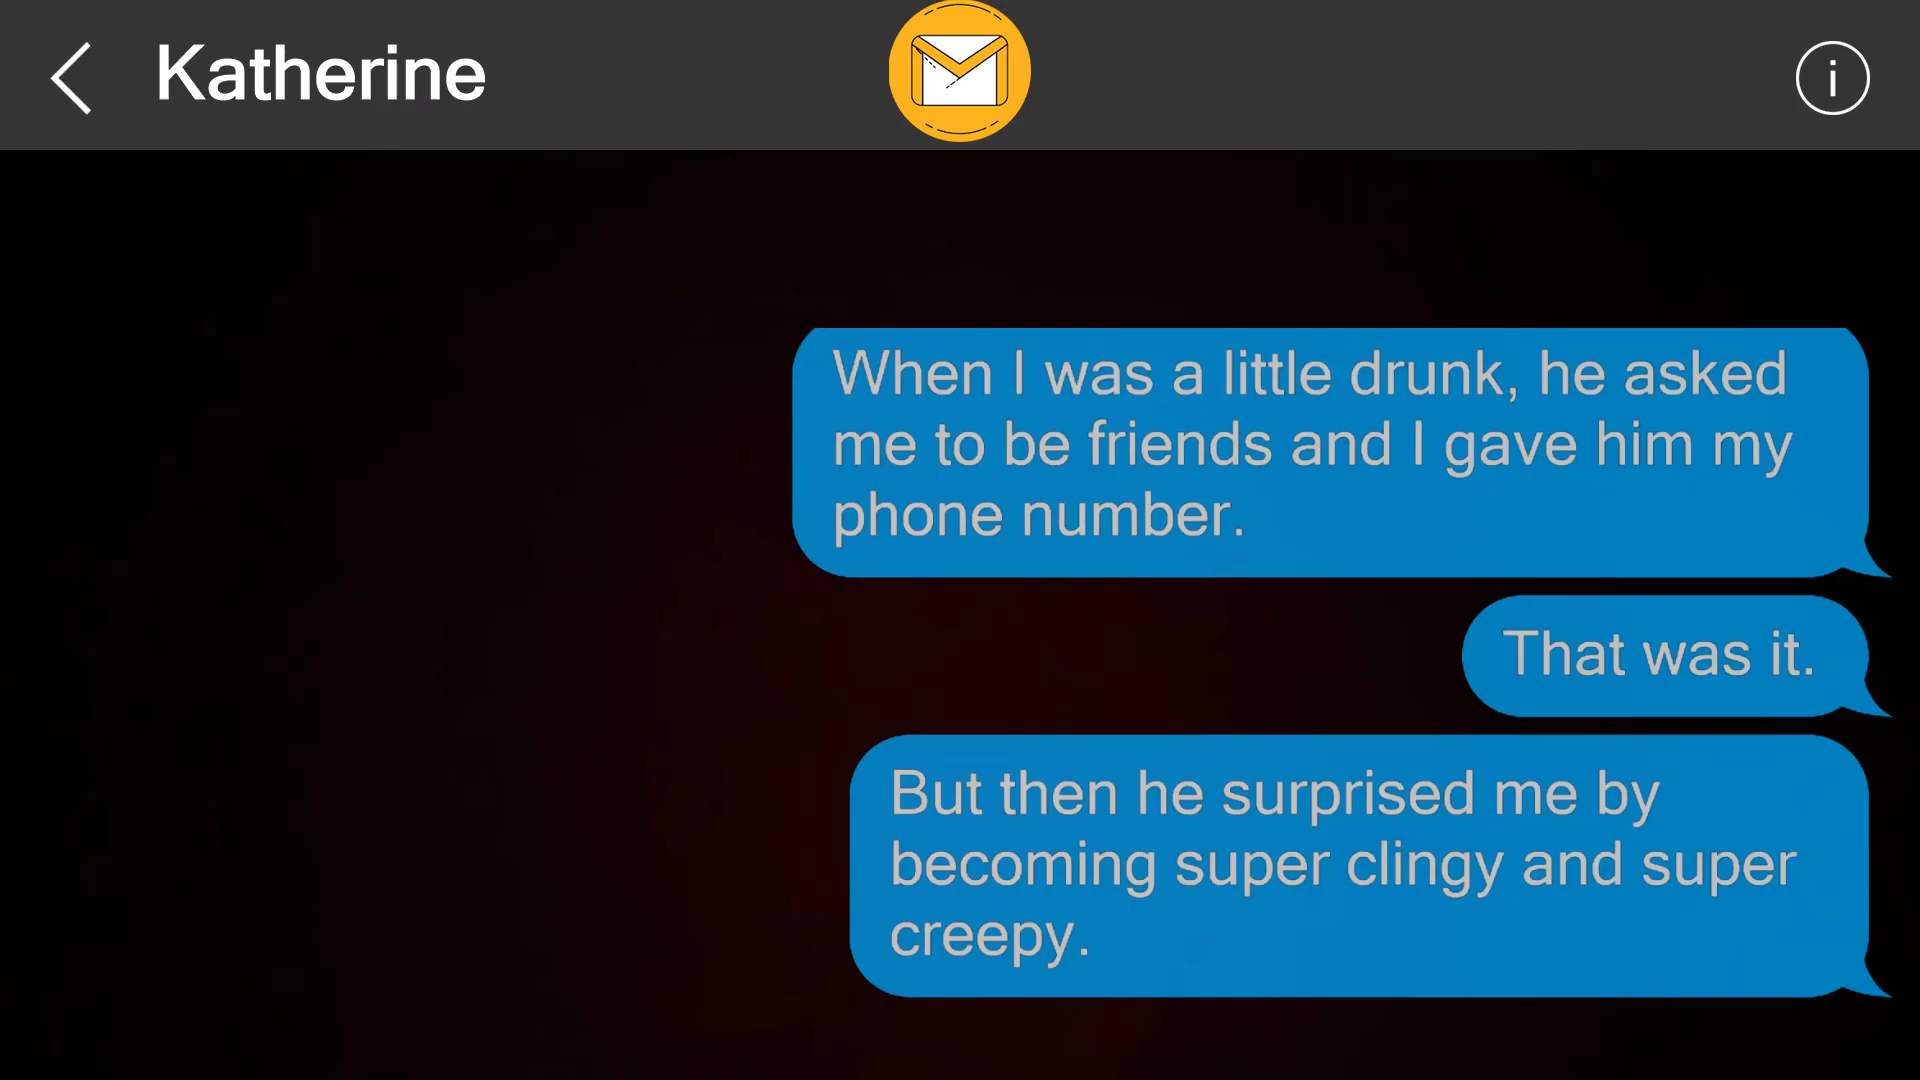 Katherine
i
When I was a little drunk, he asked
me to be friends and I gave him my
phone number.
That was it.
But then he surprised me by
becoming super clingy and super
creepy.